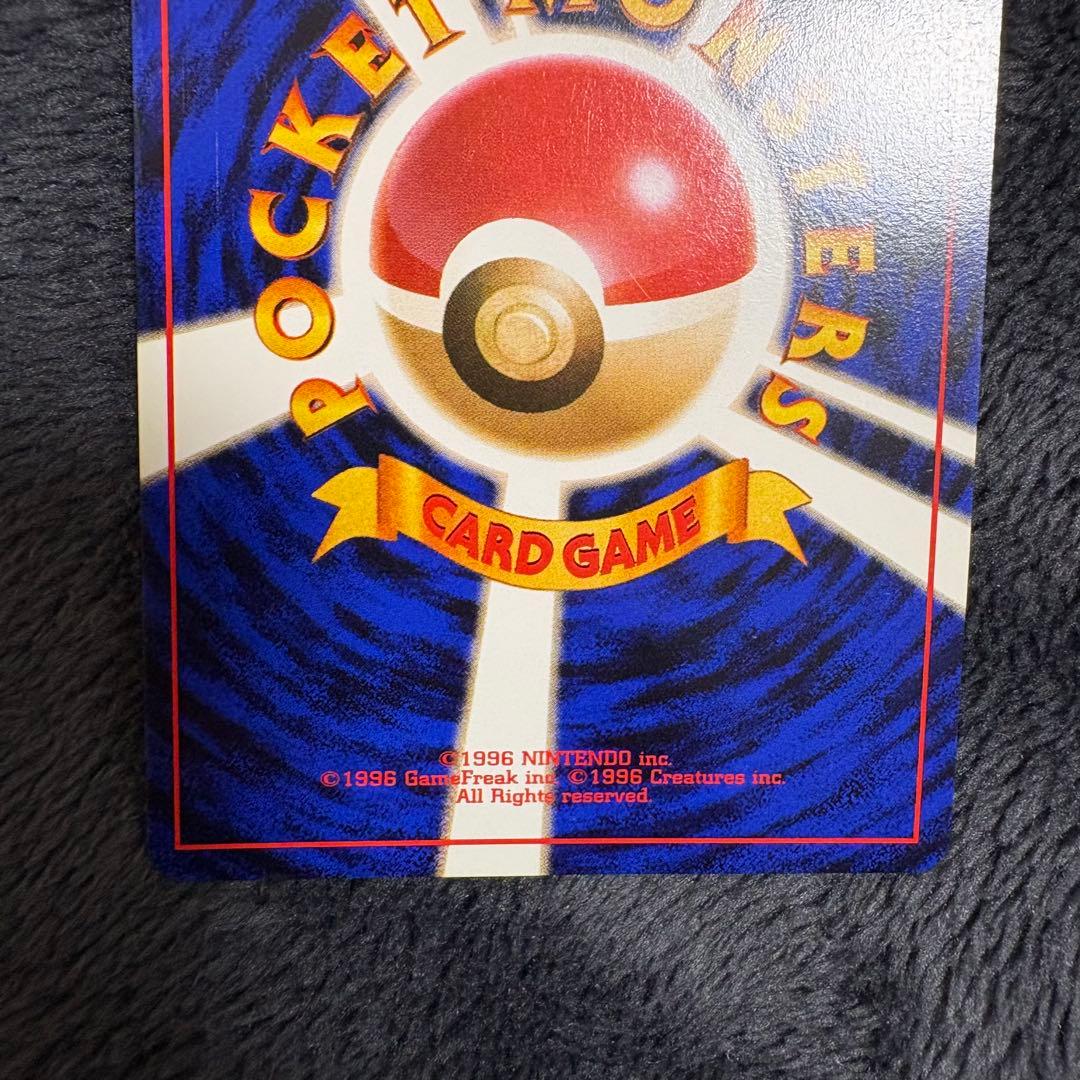 POCKET MONSTERS
CARD GAME
©1996 NINTENDO inc.
©1996 GameFreak inc. ©1996 Creatures inc.
All Rights reserved.